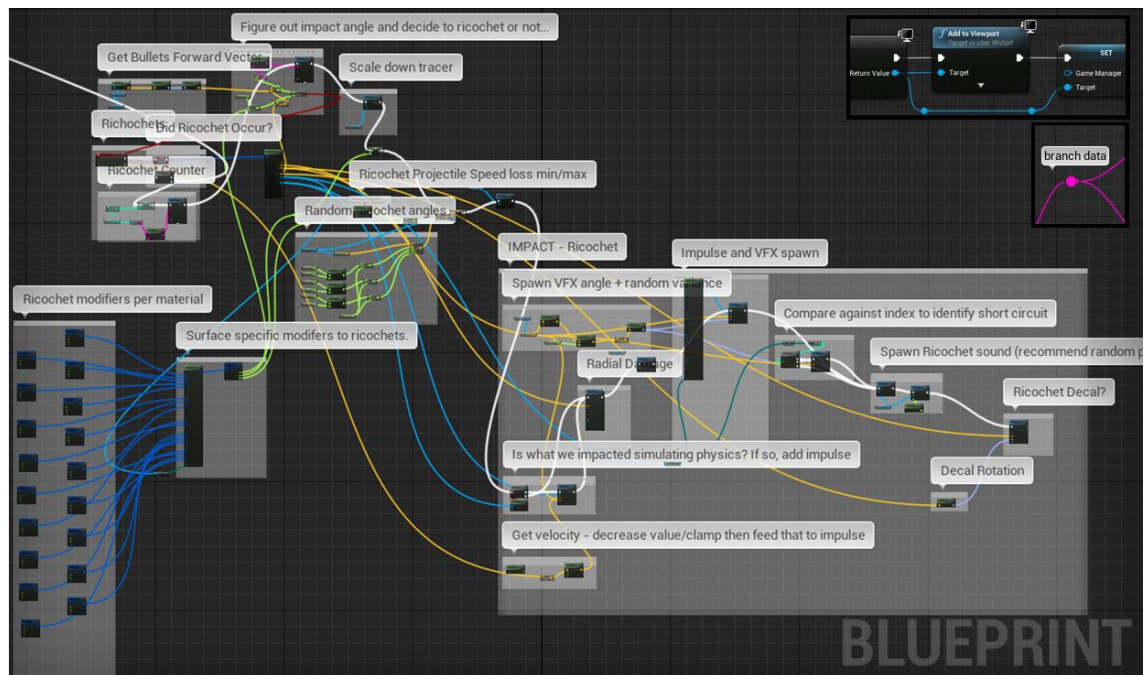 Figure out impact angle and decide to ricochet or not...
Add to Viewport
Target is User Widget
SET
Return Value
Target
Game Manager
Target
Get Bullets Forward Vector
Scale down tracer
Richochets
Did Ricochet Occur?
branch data
Ricochet Counter
Ricochet Projectile Speed loss min/max
Random Ricochet angles
IMPACT - Ricochet
Impulse and VFX spawn
Spawn VFX angle + random variance
Ricochet modifiers per material
Compare against index to identify short circuit
Surface specific modifers to ricochets.
Spawn Ricochet sound (recommend random p
Radial Damage
Ricochet Decal?
Is what we impacted simulating physics? If so, add impulse
Decal Rotation
Get velocity - decrease value/clamp then feed that to impulse
BLUEPRINT